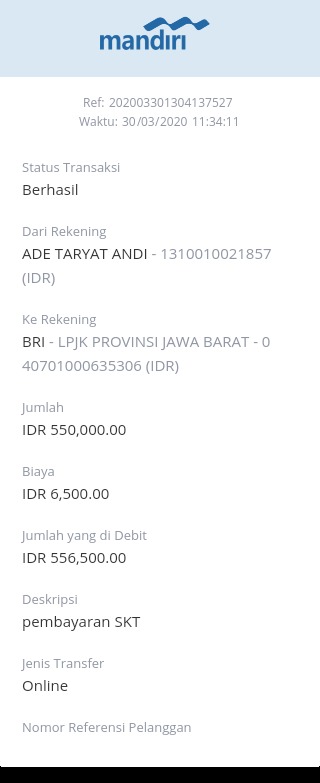 mandiri
Ref: 202003301304137527
Waktu: 30/03/2020 11:34:11
Status Transaksi
Berhasil
Dari Rekening
ADE TARYAT ANDI - 1310010021857
(IDR)
Ke Rekening
BRI - LPJK PROVINSI JAWA BARAT - 0
40701000635306 (IDR)
Jumlah
IDR 550,000.00
Biaya
IDR 6,500.00
Jumlah yang di Debit
IDR 556,500.00
Deskripsi
pembayaran SKT
Jenis Transfer
Online
Nomor Referensi Pelanggan